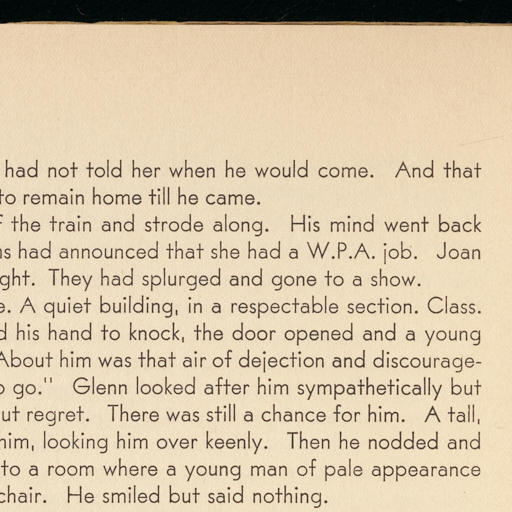 had not told her when he would come. And that
to remain home till he came.
the train and strode along. His mind went back
had announced that she had a W.P.A. job. Joan
They had splurged and gone to a show.
A quiet building, in a respectable section. Class.
his hand to knock, the door opened and a young
About him was that air of dejection and discourage-
go." Glenn looked after him sympathetically but
regret. There was still a chance for him. A tall,
him, looking him over keenly. Then he nodded and
to a room where a young man of pale appearance
chair. He smiled but said nothing.